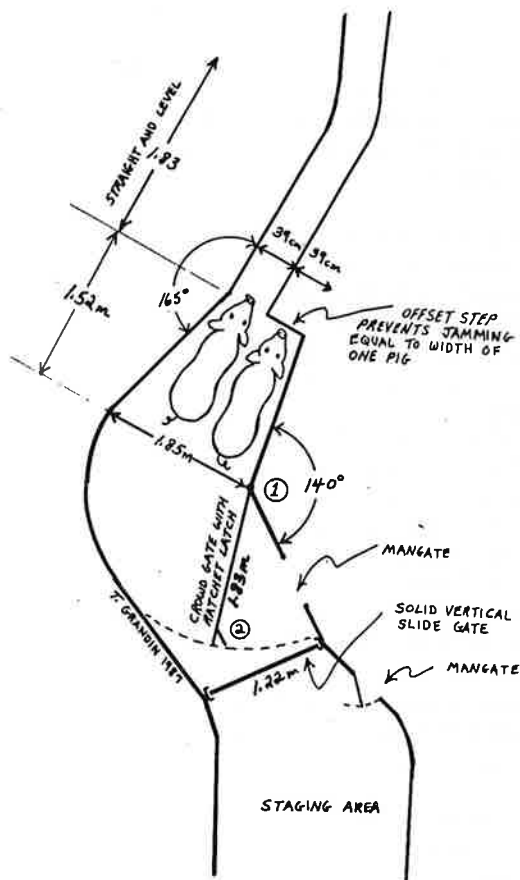 STRAIGHT AND LEVEL
1.83
39cm
39cm
1.52m
165°
OFFSET STEP
PREVENTS JAMMING
EQUAL TO WIDTH OF
ONE PIG
1.85m
1
140°
CROWD GATE WITH
RATCHET LATCH
1.83m
MANGATE
2
SOLID VERTICAL
SLIDE GATE
T. GRANDIN 1987
1.22m
MANGATE
STAGING AREA